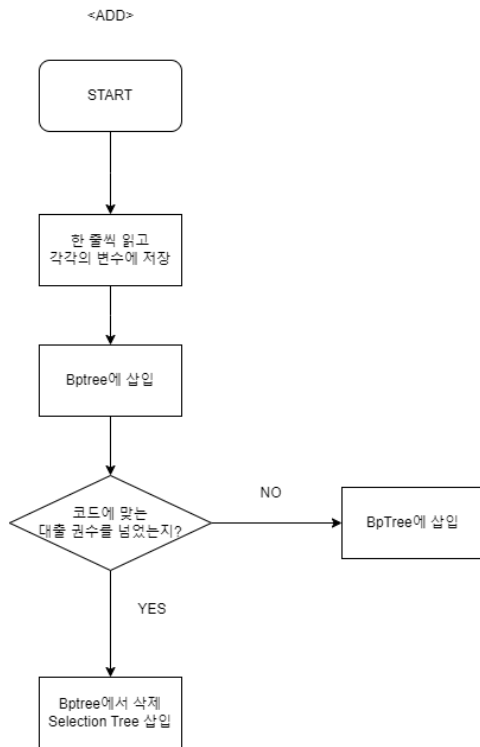 <ADD>
START
한 줄씩 읽고
각각의 변수에 저장
Bptree에 삽입
코드에 맞는
대출 권수를 넘었는지?
NO
BpTree에 삽입
YES
Bptree에서 삭제
Selection Tree 삽입